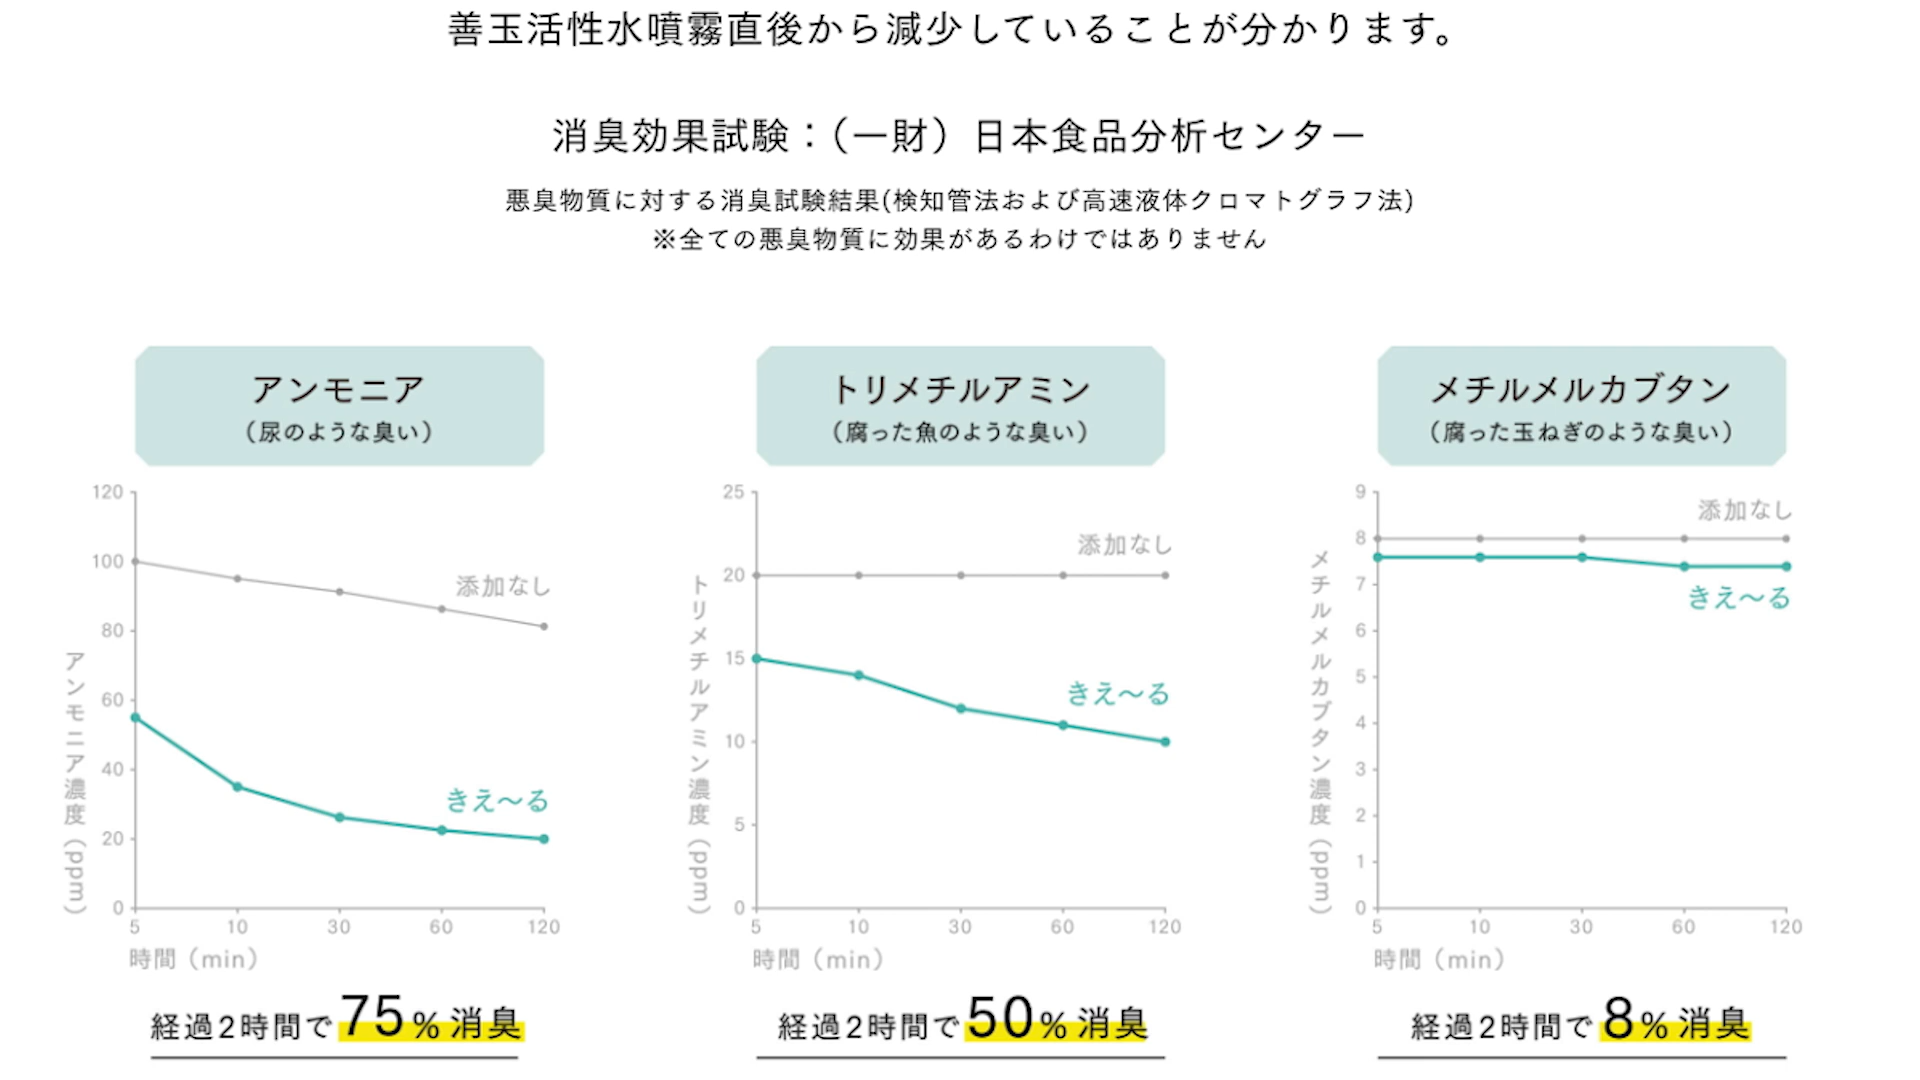 善玉活性水噴霧直後から減少していることが分かります。
消臭効果試験：（一財）日本食品分析センター
悪臭物質に対する消臭試験結果(検知管法および高速液体クロマトグラフ法)
※全ての悪臭物質に効果があるわけではありません
アンモニア
（尿のような臭い）
120
100
80
60
40
20
0
アンモニア濃度（ppm）
添加なし
きえ〜る
5 10 30 60 120
時間（min）
経過2時間で75%消臭
トリメチルアミン
（腐った魚のような臭い）
25
20
15
10
5
0
トリメチルアミン濃度（ppm）
添加なし
きえ〜る
5 10 30 60 120
時間（min）
経過2時間で50%消臭
メチルメルカブタン
（腐った玉ねぎのような臭い）
9
8
7
6
5
4
3
2
1
0
メチルメルカブタン濃度（ppm）
添加なし
きえ〜る
5 10 30 60 120
時間（min）
経過2時間で8%消臭